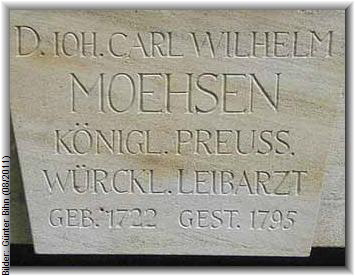 D. IOH. CARL WILHELM
MOEHSEN
KÖNIGL. PREUSS.
WÜRCKL. LEIBARZT
GEB. 1722 GEST. 1795
Bilder: Günter Bihn (08/2011)